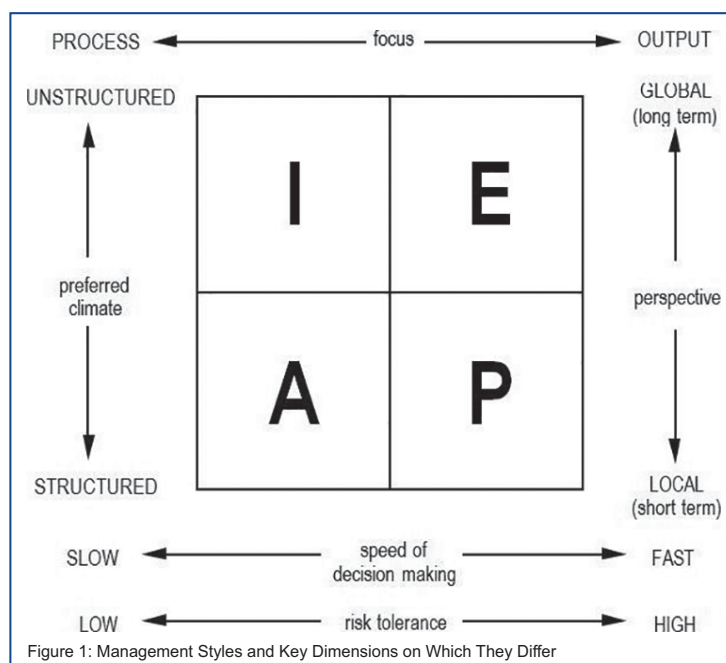 PROCESS focus OUTPUT
UNSTRUCTURED GLOBAL
(long term)
I E
preferred
climate
perspective
A P
STRUCTURED LOCAL
(short term)
SLOW speed of
decision making FAST
LOW risk tolerance HIGH
Figure 1: Management Styles and Key Dimensions on Which They Differ